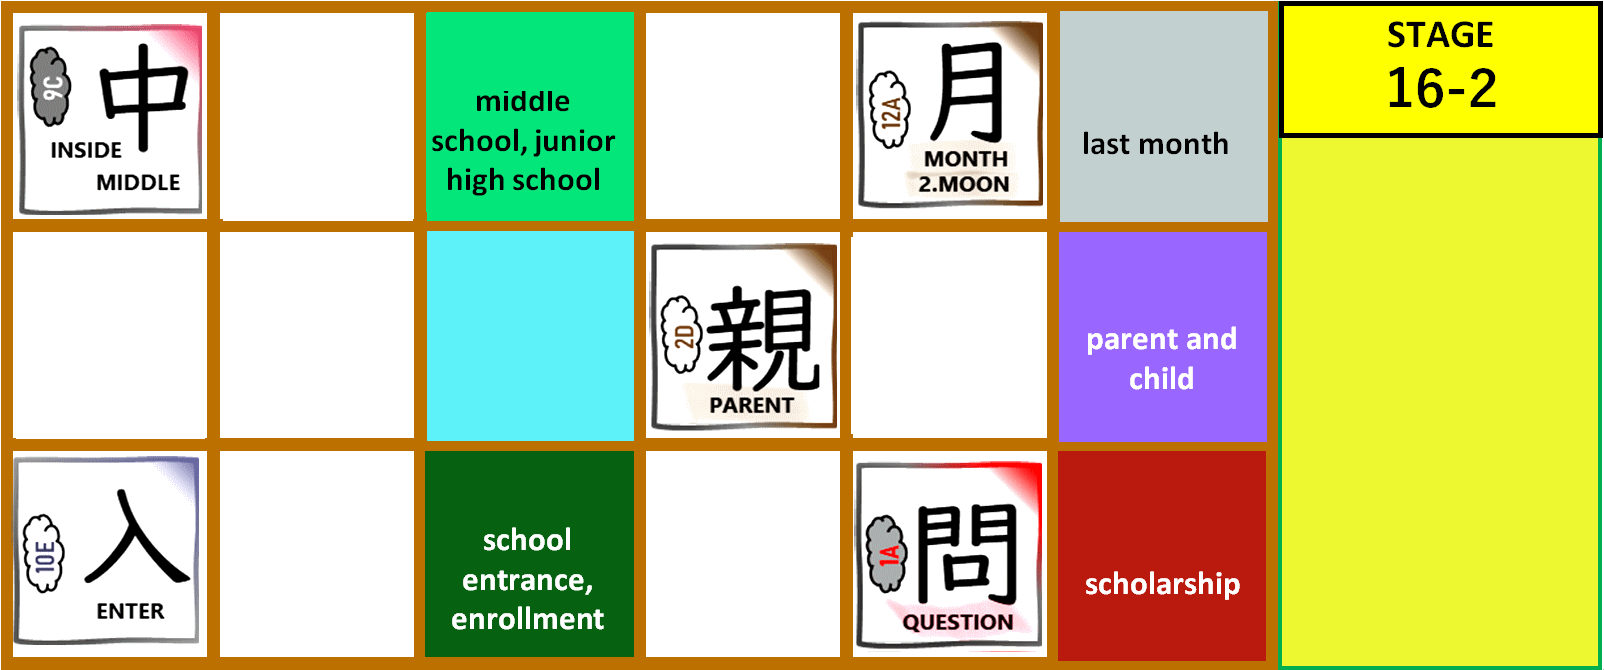 9C
中
INSIDE
MIDDLE
middle
school, junior
high school
12A
月
MONTH
2.MOON
last month
STAGE
16-2
2D
親
PARENT
parent and
child
10E
入
ENTER
school
entrance,
enrollment
1A
問
QUESTION
scholarship